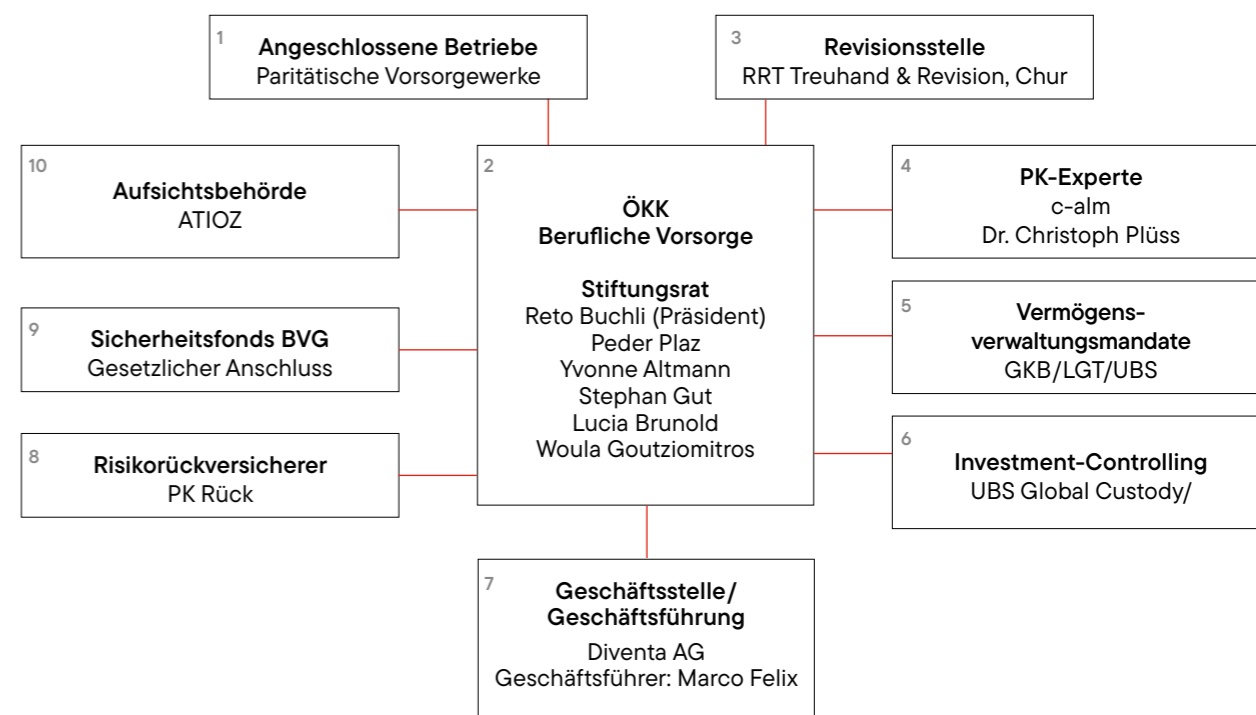 1
Angeschlossene Betriebe
Paritätische Vorsorgewerke
3
Revisionsstelle
RRT Treuhand & Revision, Chur
10
Aufsichtsbehörde
ATIOZ
2
ÖKK
Berufliche Vorsorge
Stiftungsrat
Reto Buchli (Präsident)
Peder Plaz
Yvonne Altmann
Stephan Gut
Lucia Brunold
Woula Goutziomitros
4
PK-Experte
c-alm
Dr. Christoph Plüss
9
Sicherheitsfonds BVG
Gesetzlicher Anschluss
5
Vermögens-
verwaltungsmandate
GKB/LGT/UBS
8
Risikorückversicherer
PK Rück
6
Investment-Controlling
UBS Global Custody/
7
Geschäftsstelle/
Geschäftsführung
Diventa AG
Geschäftsführer: Marco Felix